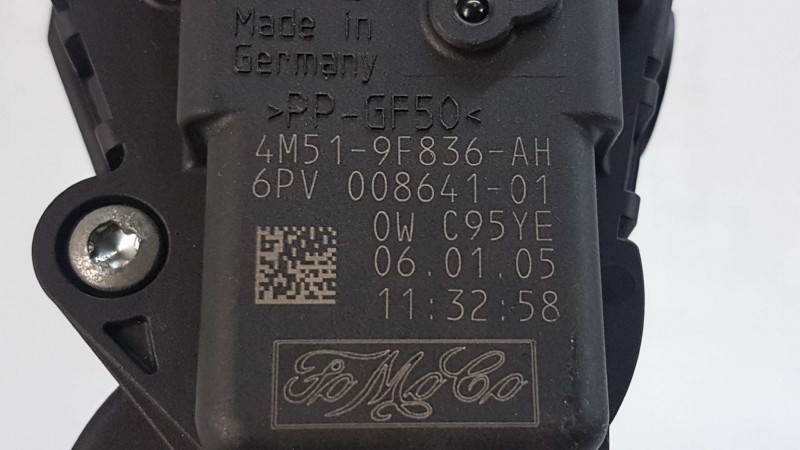 Made in
Germany
>PP-GF50<
4M51-9F836-AH
6PV 008641-01
0W C95YE
06.01.05
11:32:58
FoMoCo